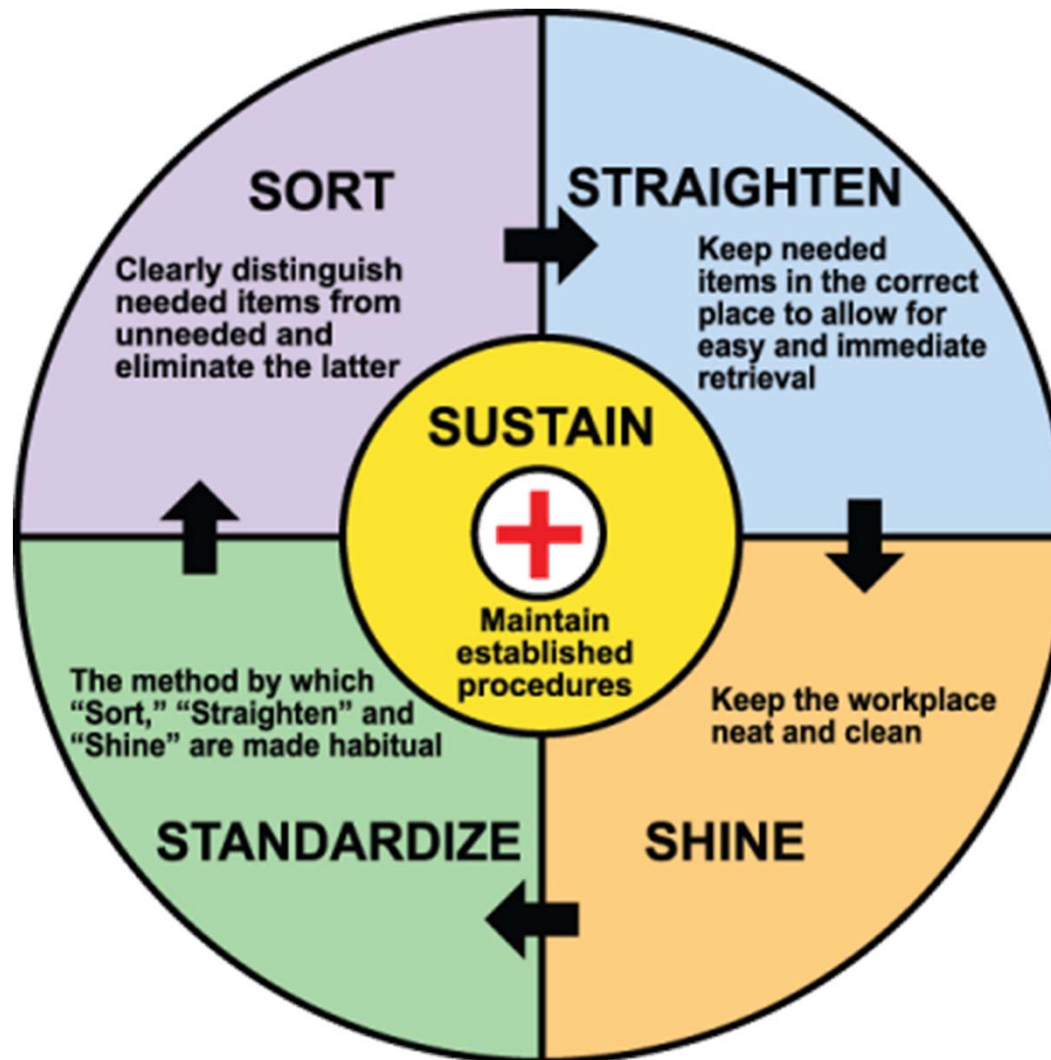 SORT
Clearly distinguish
needed items from
unneeded and
eliminate the latter
STRAIGHTEN
Keep needed
items in the correct
place to allow for
easy and immediate
retrieval
SUSTAIN
Maintain
established
procedures
Keep the workplace
neat and clean
SHINE
The method by which
“Sort,” “Straighten” and
“Shine” are made habitual
STANDARDIZE